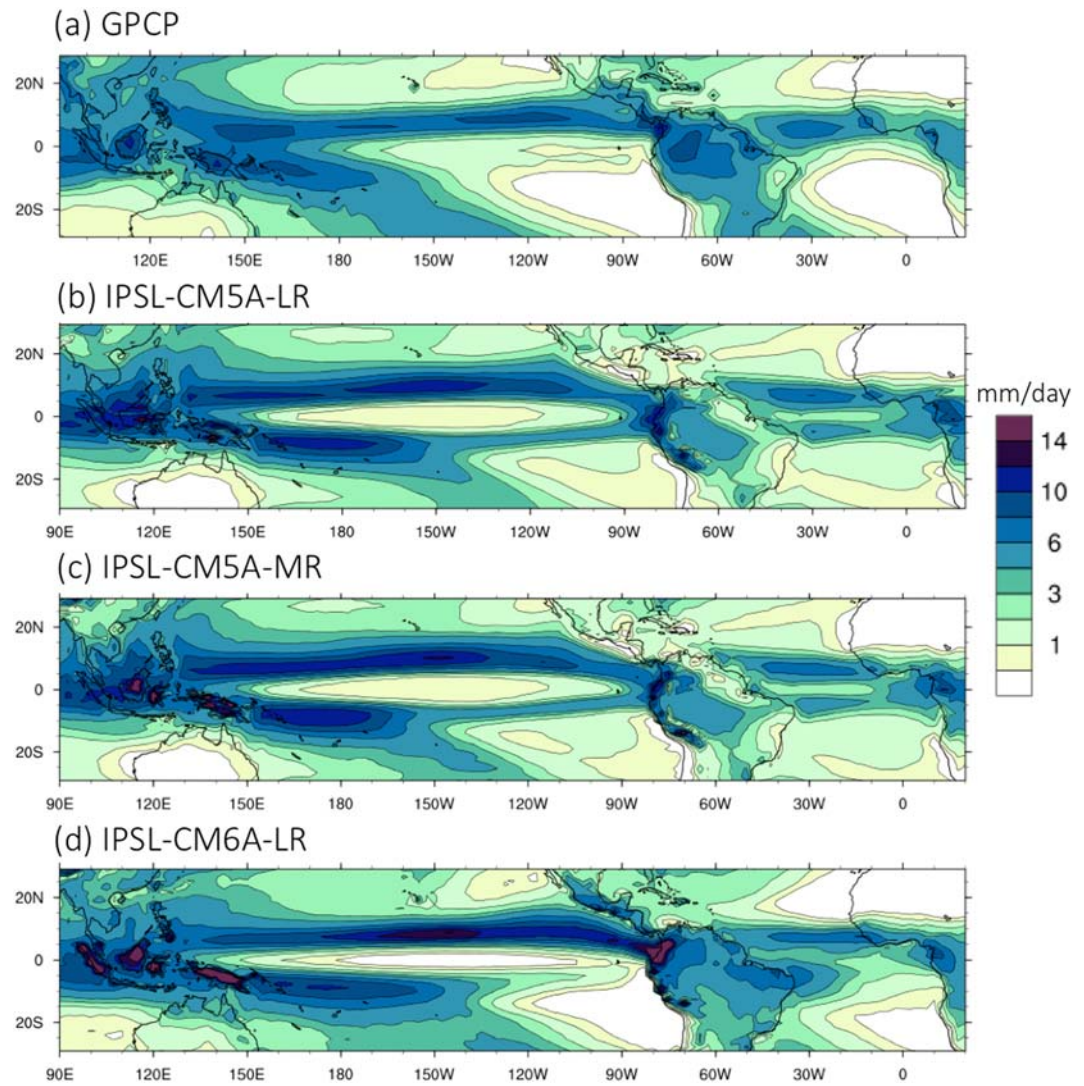 (a) GPCP
20N
0
20S
120E 150E 180 150W 120W 90W 60W 30W 0
(b) IPSL-CM5A-LR
20N
0
20S
90E 120E 150E 180 150W 120W 90W 60W 30W 0
mm/day
14
10
6
3
1
(c) IPSL-CM5A-MR
20N
0
20S
90E 120E 150E 180 150W 120W 90W 60W 30W 0
(d) IPSL-CM6A-LR
20N
0
20S
90E 120E 150E 180 150W 120W 90W 60W 30W 0